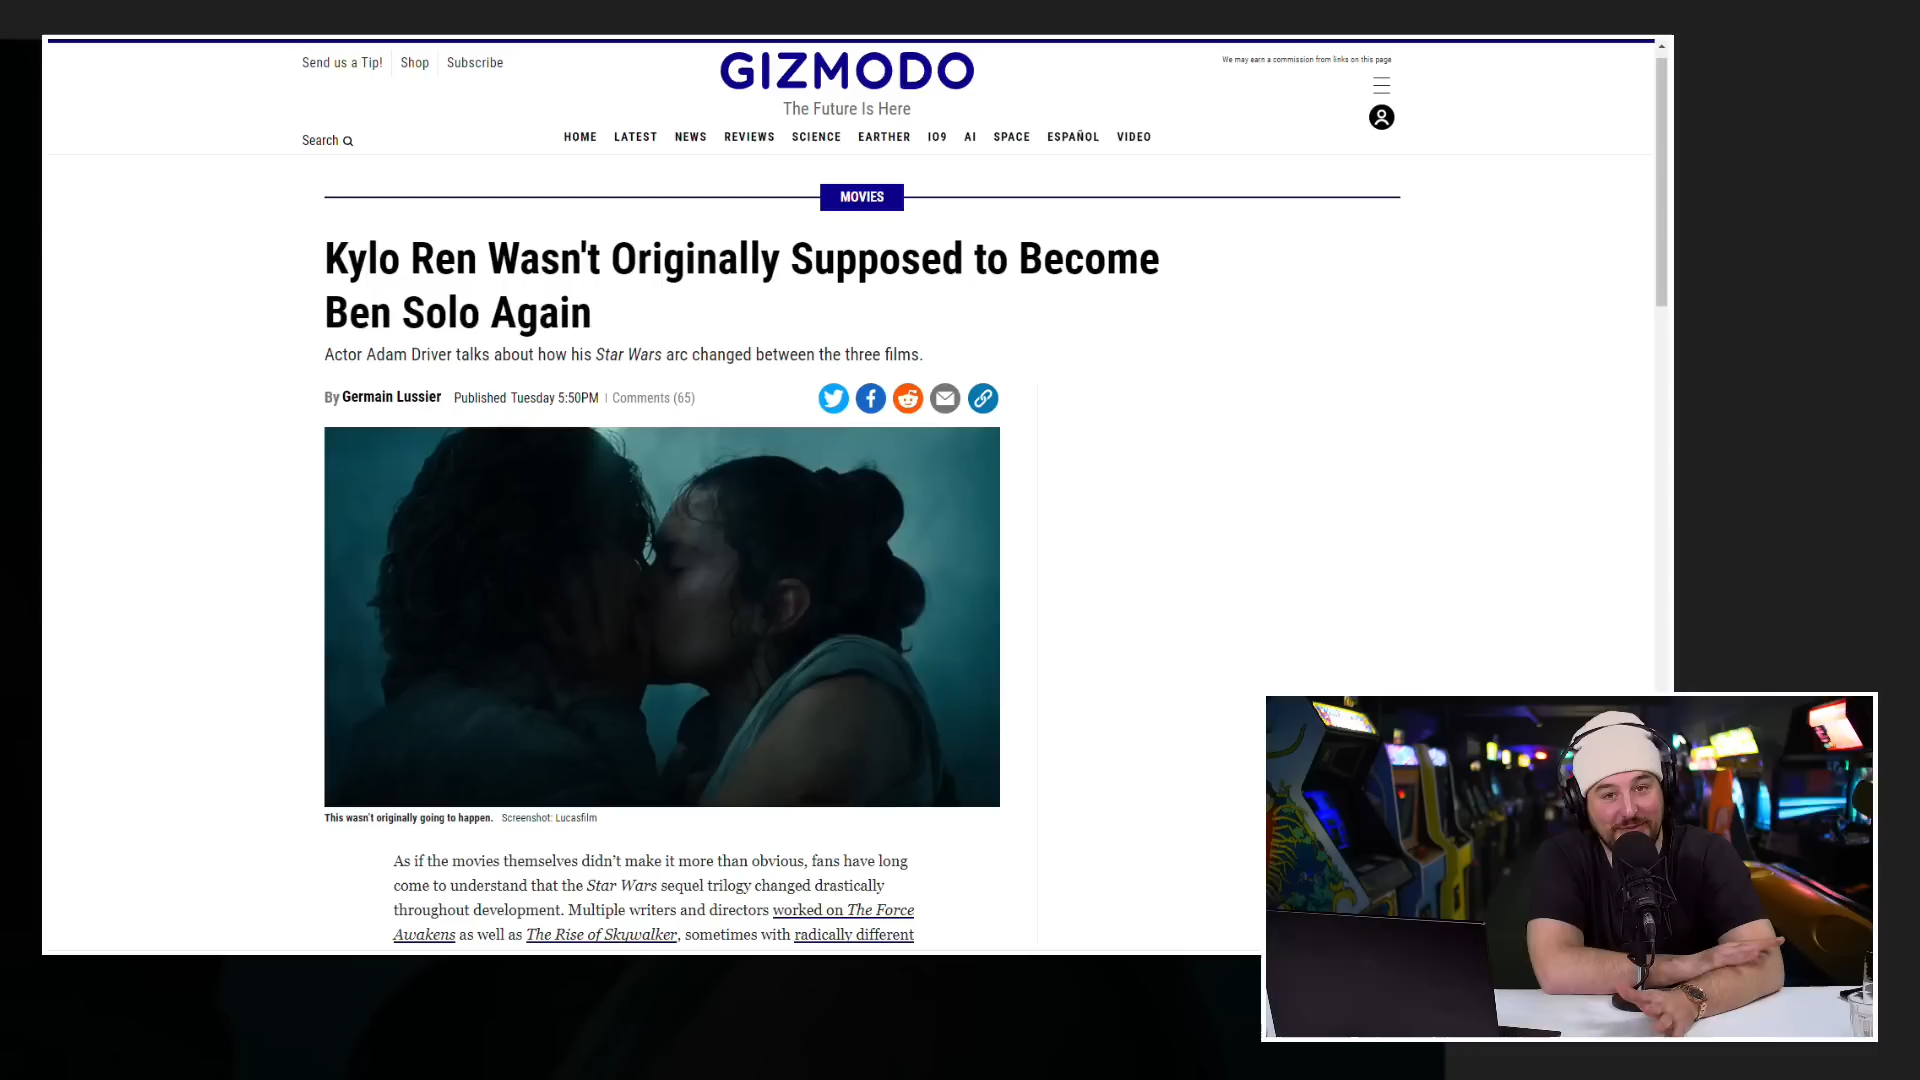 Send us a Tip! Shop Subscribe
GIZMODO
We may earn a commission from links on this page
The Future Is Here
Search
HOME LATEST NEWS REVIEWS SCIENCE EARTHER IO9 AI SPACE ESPAÑOL VIDEO
MOVIES
Kylo Ren Wasn't Originally Supposed to Become
Ben Solo Again
Actor Adam Driver talks about how his Star Wars arc changed between the three films.
By Germain Lussier Published Tuesday 5:50PM | Comments (65)
This wasn't originally going to happen. Screenshot: Lucasfilm
As if the movies themselves didn’t make it more than obvious, fans have long
come to understand that the Star Wars sequel trilogy changed drastically
throughout development. Multiple writers and directors worked on The Force
Awakens as well as The Rise of Skywalker, sometimes with radically different